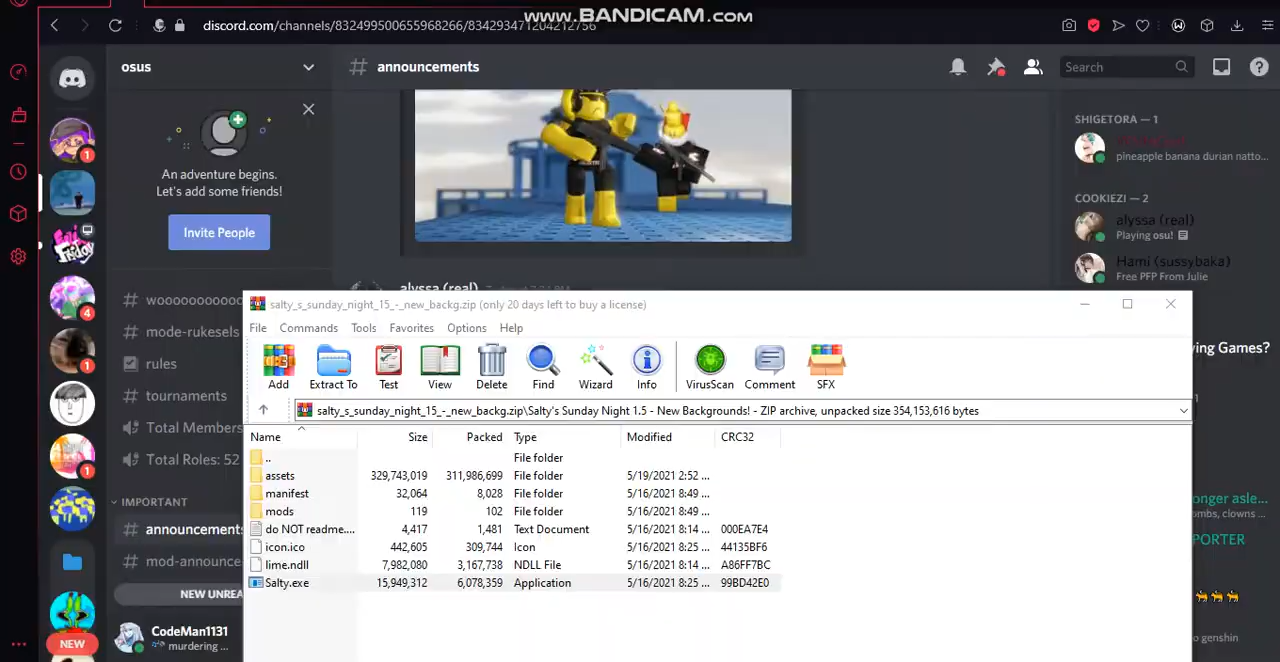 www.BANDICAM.com
discord.com/channels/832499500655968266/834293471204212756
osus
announcements
Search
An adventure begins.
Let's add some friends!
Invite People
SHIGETORA — 1
pineapple banana durian natto...
COOKIEZI — 2
alyssa (real)
Playing osu!
Hami (sussybaka)
Free PFP From Julie
1
4
1
1
NEW
mode-rukesels
rules
tournaments
Total Members
Total Roles: 52
IMPORTANT
announcements
mod-announce
NEW UNREA
CodeMan1131
murdering ...
alyssa (real)
salty_s_sunday_night_15_-_new_backg.zip (only 20 days left to buy a license)
File Commands Tools Favorites Options Help
Add Extract To Test View Delete Find Wizard Info VirusScan Comment SFX
salty_s_sunday_night_15_-_new_backg.zip\Salty's Sunday Night 1.5 - New Backgrounds! - ZIP archive, unpacked size 354,153,616 bytes
Name Size Packed Type Modified CRC32
.. File folder
assets 329,743,019 311,986,699 File folder 5/19/2021 2:52 ...
manifest 32,064 8,028 File folder 5/16/2021 8:49 ...
mods 119 102 File folder 5/16/2021 8:49 ...
do NOT readme.... 4,417 1,481 Text Document 5/16/2021 8:14 ... 000EA7E4
icon.ico 442,605 309,744 Icon 5/16/2021 8:25 ... 44135BF6
lime.ndll 7,982,080 3,167,738 NDLL File 5/16/2021 8:14 ... A86FF7BC
Salty.exe 15,949,312 6,078,359 Application 5/16/2021 8:25 ... 99BD42E0
ying Games?
onger asle...
ombs, clowns ...
PORTER
o genshin